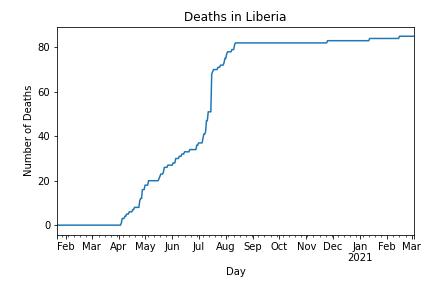 Deaths in Liberia
Number of Deaths
80
60
40
20
0
Feb Mar Apr May Jun Jul Aug Sep Oct Nov Dec Jan Feb Mar
2021
Day